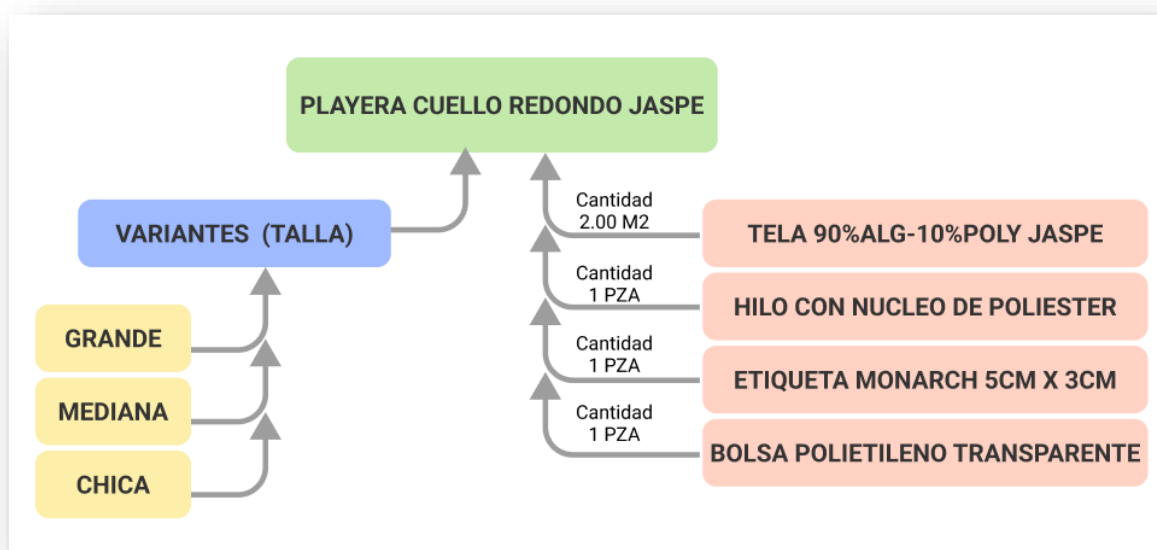 PLAYERA CUELLO REDONDO JASPE
VARIANTES (TALLA)
GRANDE
MEDIANA
CHICA
Cantidad
2.00 M2
TELA 90%ALG-10%POLY JASPE
Cantidad
1 PZA
HILO CON NUCLEO DE POLIESTER
Cantidad
1 PZA
ETIQUETA MONARCH 5CM X 3CM
Cantidad
1 PZA
BOLSA POLIETILENO TRANSPARENTE